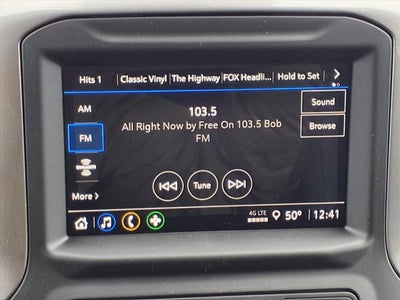 Hits 1 Classic Vinyl The Highway FOX Headli... Hold to Set
AM
103.5
Sound
All Right Now by Free On 103.5 Bob
FM
FM
Browse
Tune
More
4G LTE
50° 12:41